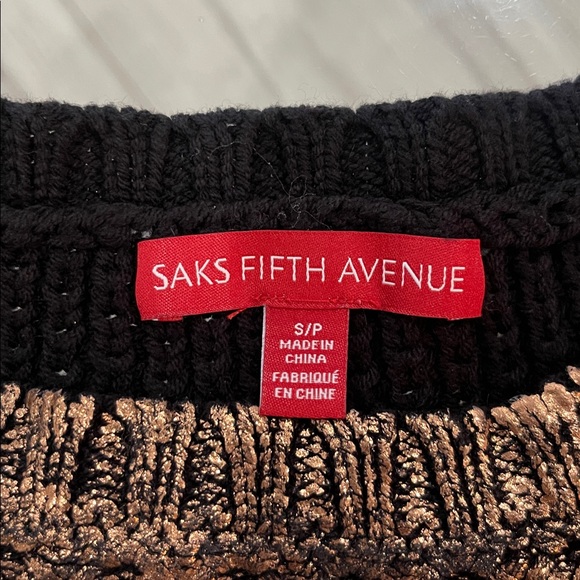 SAKS FIFTH AVENUE
S/P
MADE IN
CHINA
FABRIQUÉ
EN CHINE